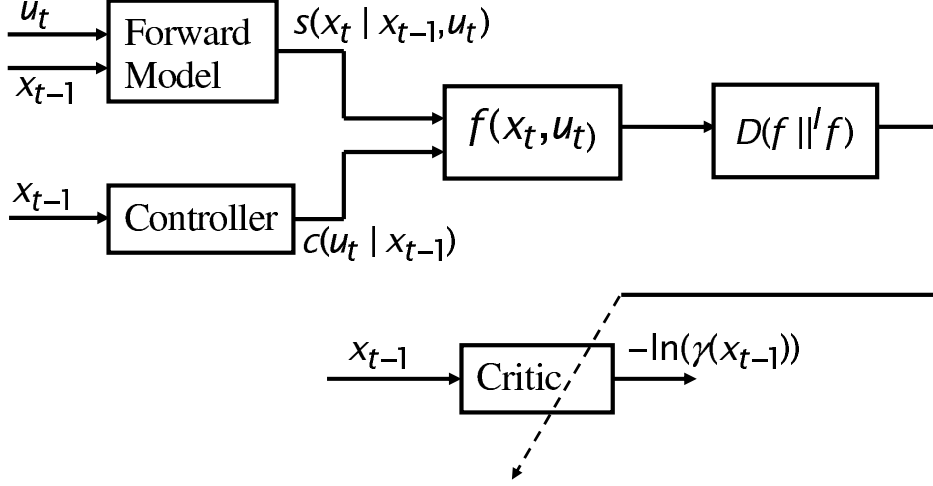 u_t
Forward
Model
x_{t−1}
s(x_t | x_{t−1}, u_t)
f(x_t, u_t)
D(f ||^I f)
x_{t−1}
Controller
c(u_t | x_{t−1})
x_{t−1}
Critic
−ln(γ(x_{t−1}))